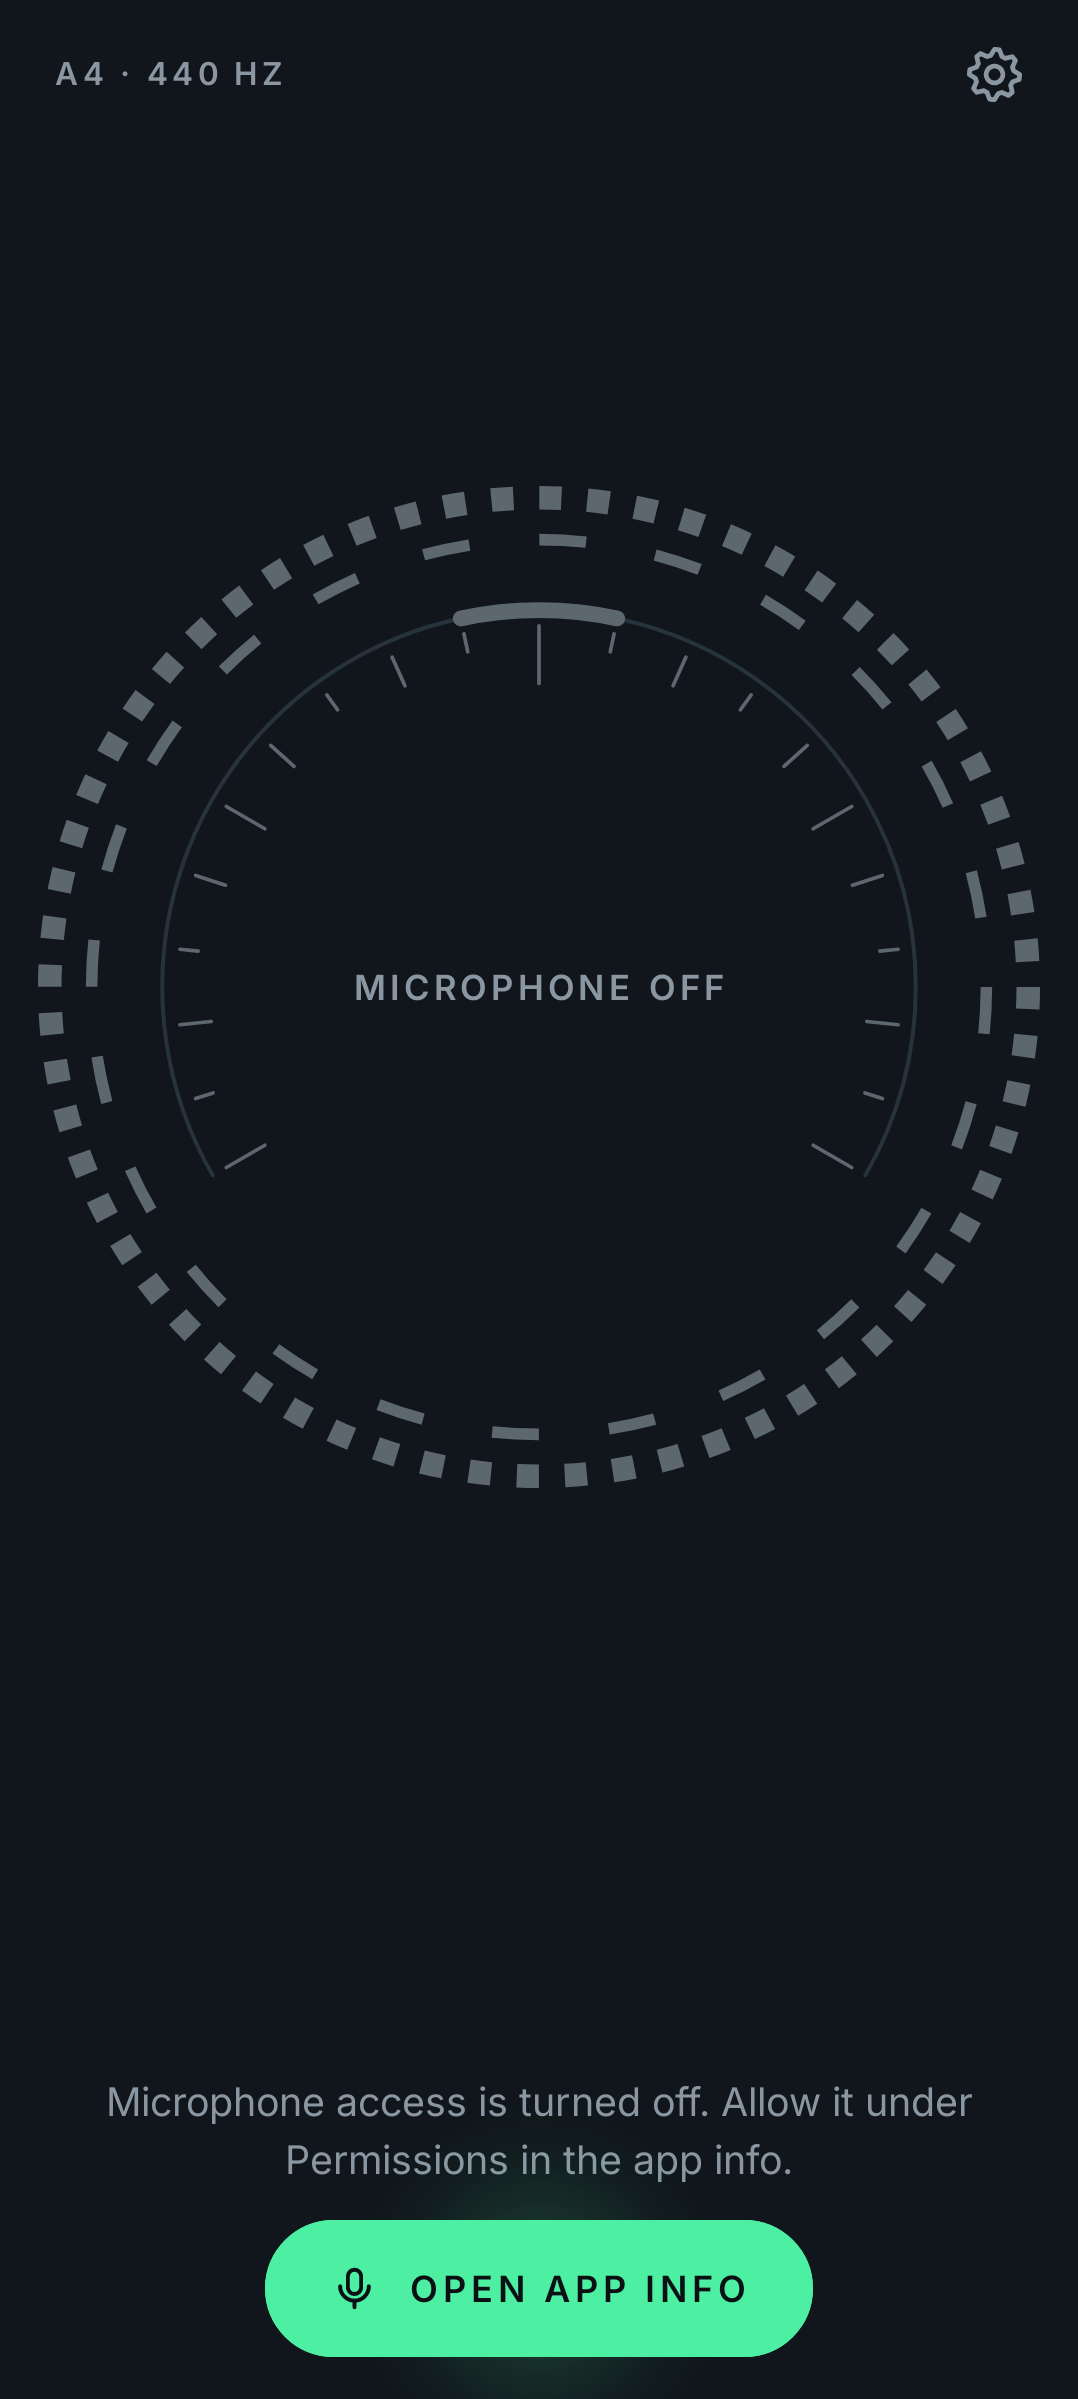 A4 · 440 HZ
MICROPHONE OFF
Microphone access is turned off. Allow it under
Permissions in the app info.
OPEN APP INFO